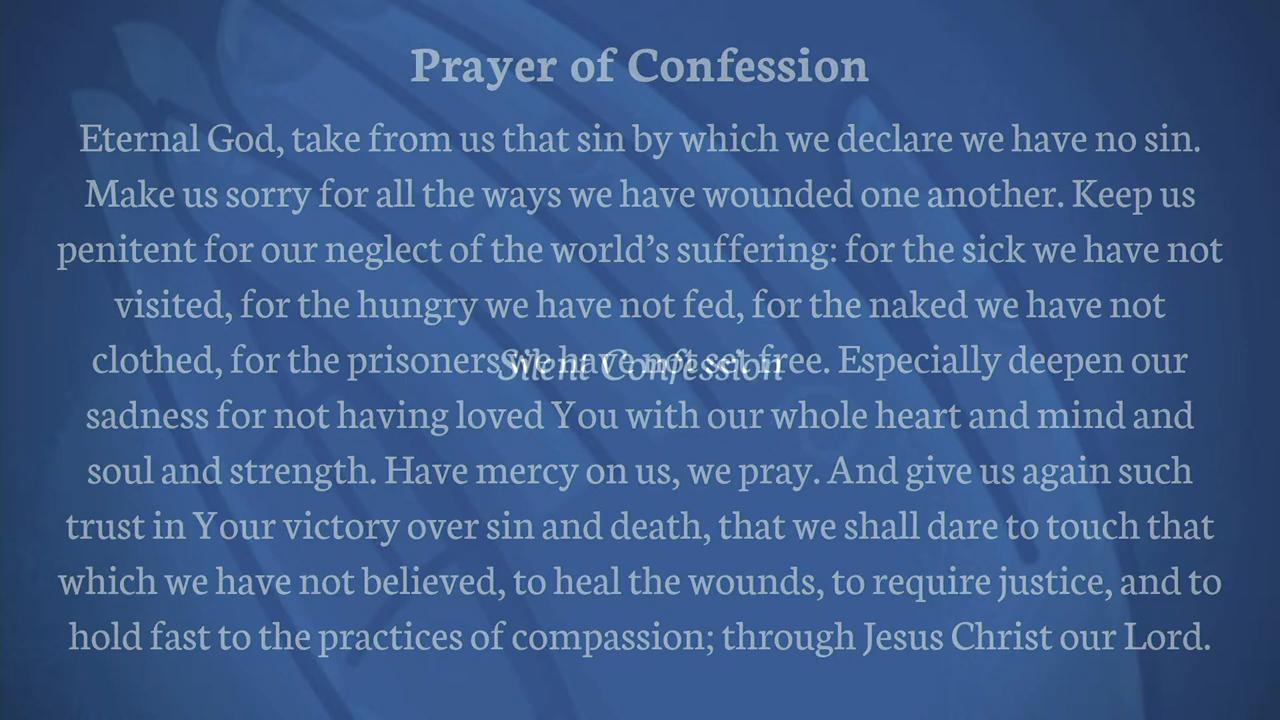 Prayer of Confession
Eternal God, take from us that sin by which we declare we have no sin.
Make us sorry for all the ways we have wounded one another. Keep us
penitent for our neglect of the world’s suffering: for the sick we have not
visited, for the hungry we have not fed, for the naked we have not
clothed, for the prisoners we have not set free. Especially deepen our
Silent Confession
sadness for not having loved You with our whole heart and mind and
soul and strength. Have mercy on us, we pray. And give us again such
trust in Your victory over sin and death, that we shall dare to touch that
which we have not believed, to heal the wounds, to require justice, and to
hold fast to the practices of compassion; through Jesus Christ our Lord.